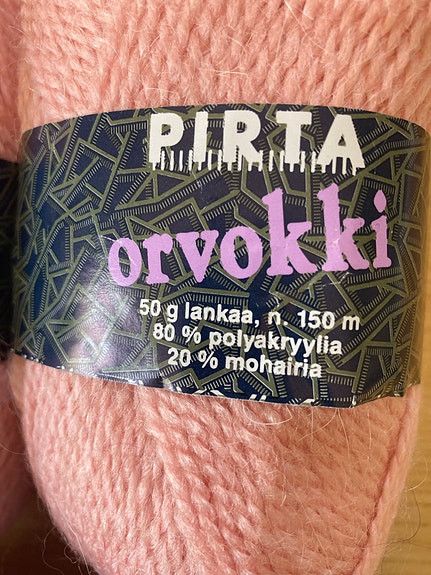 PIRTA
orvokki
50 g lankaa, n. 150 m
80 % polyakryylia
20 % mohairia